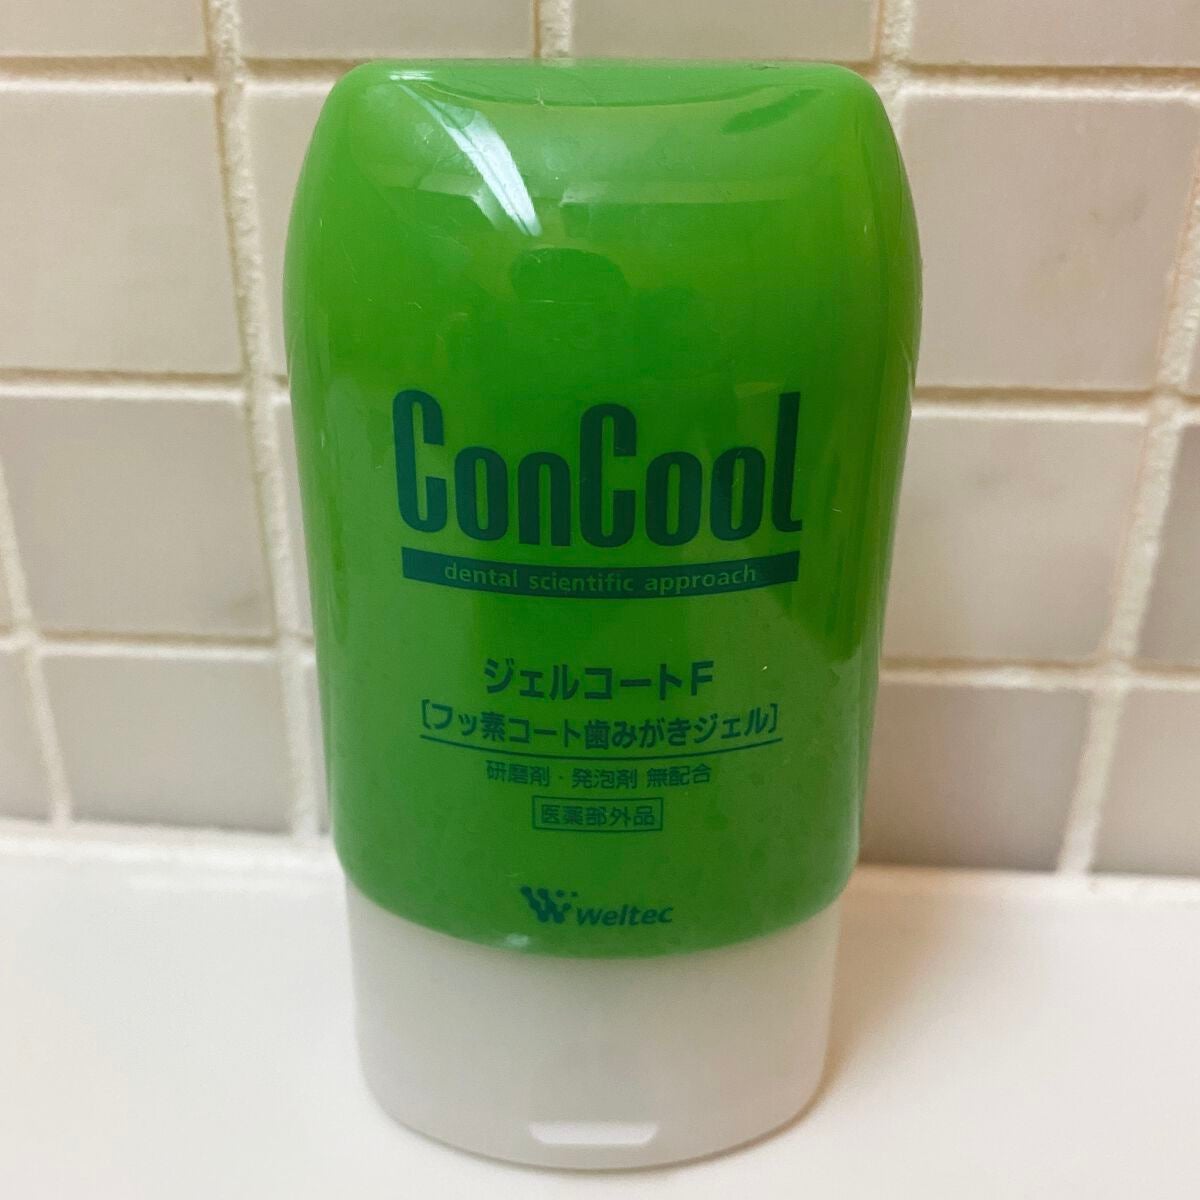 ConCool
dental scientific approach
ジェルコートF
［フッ素コート歯みがきジェル］
研磨剤・発泡剤 無配合
医薬部外品
weltec